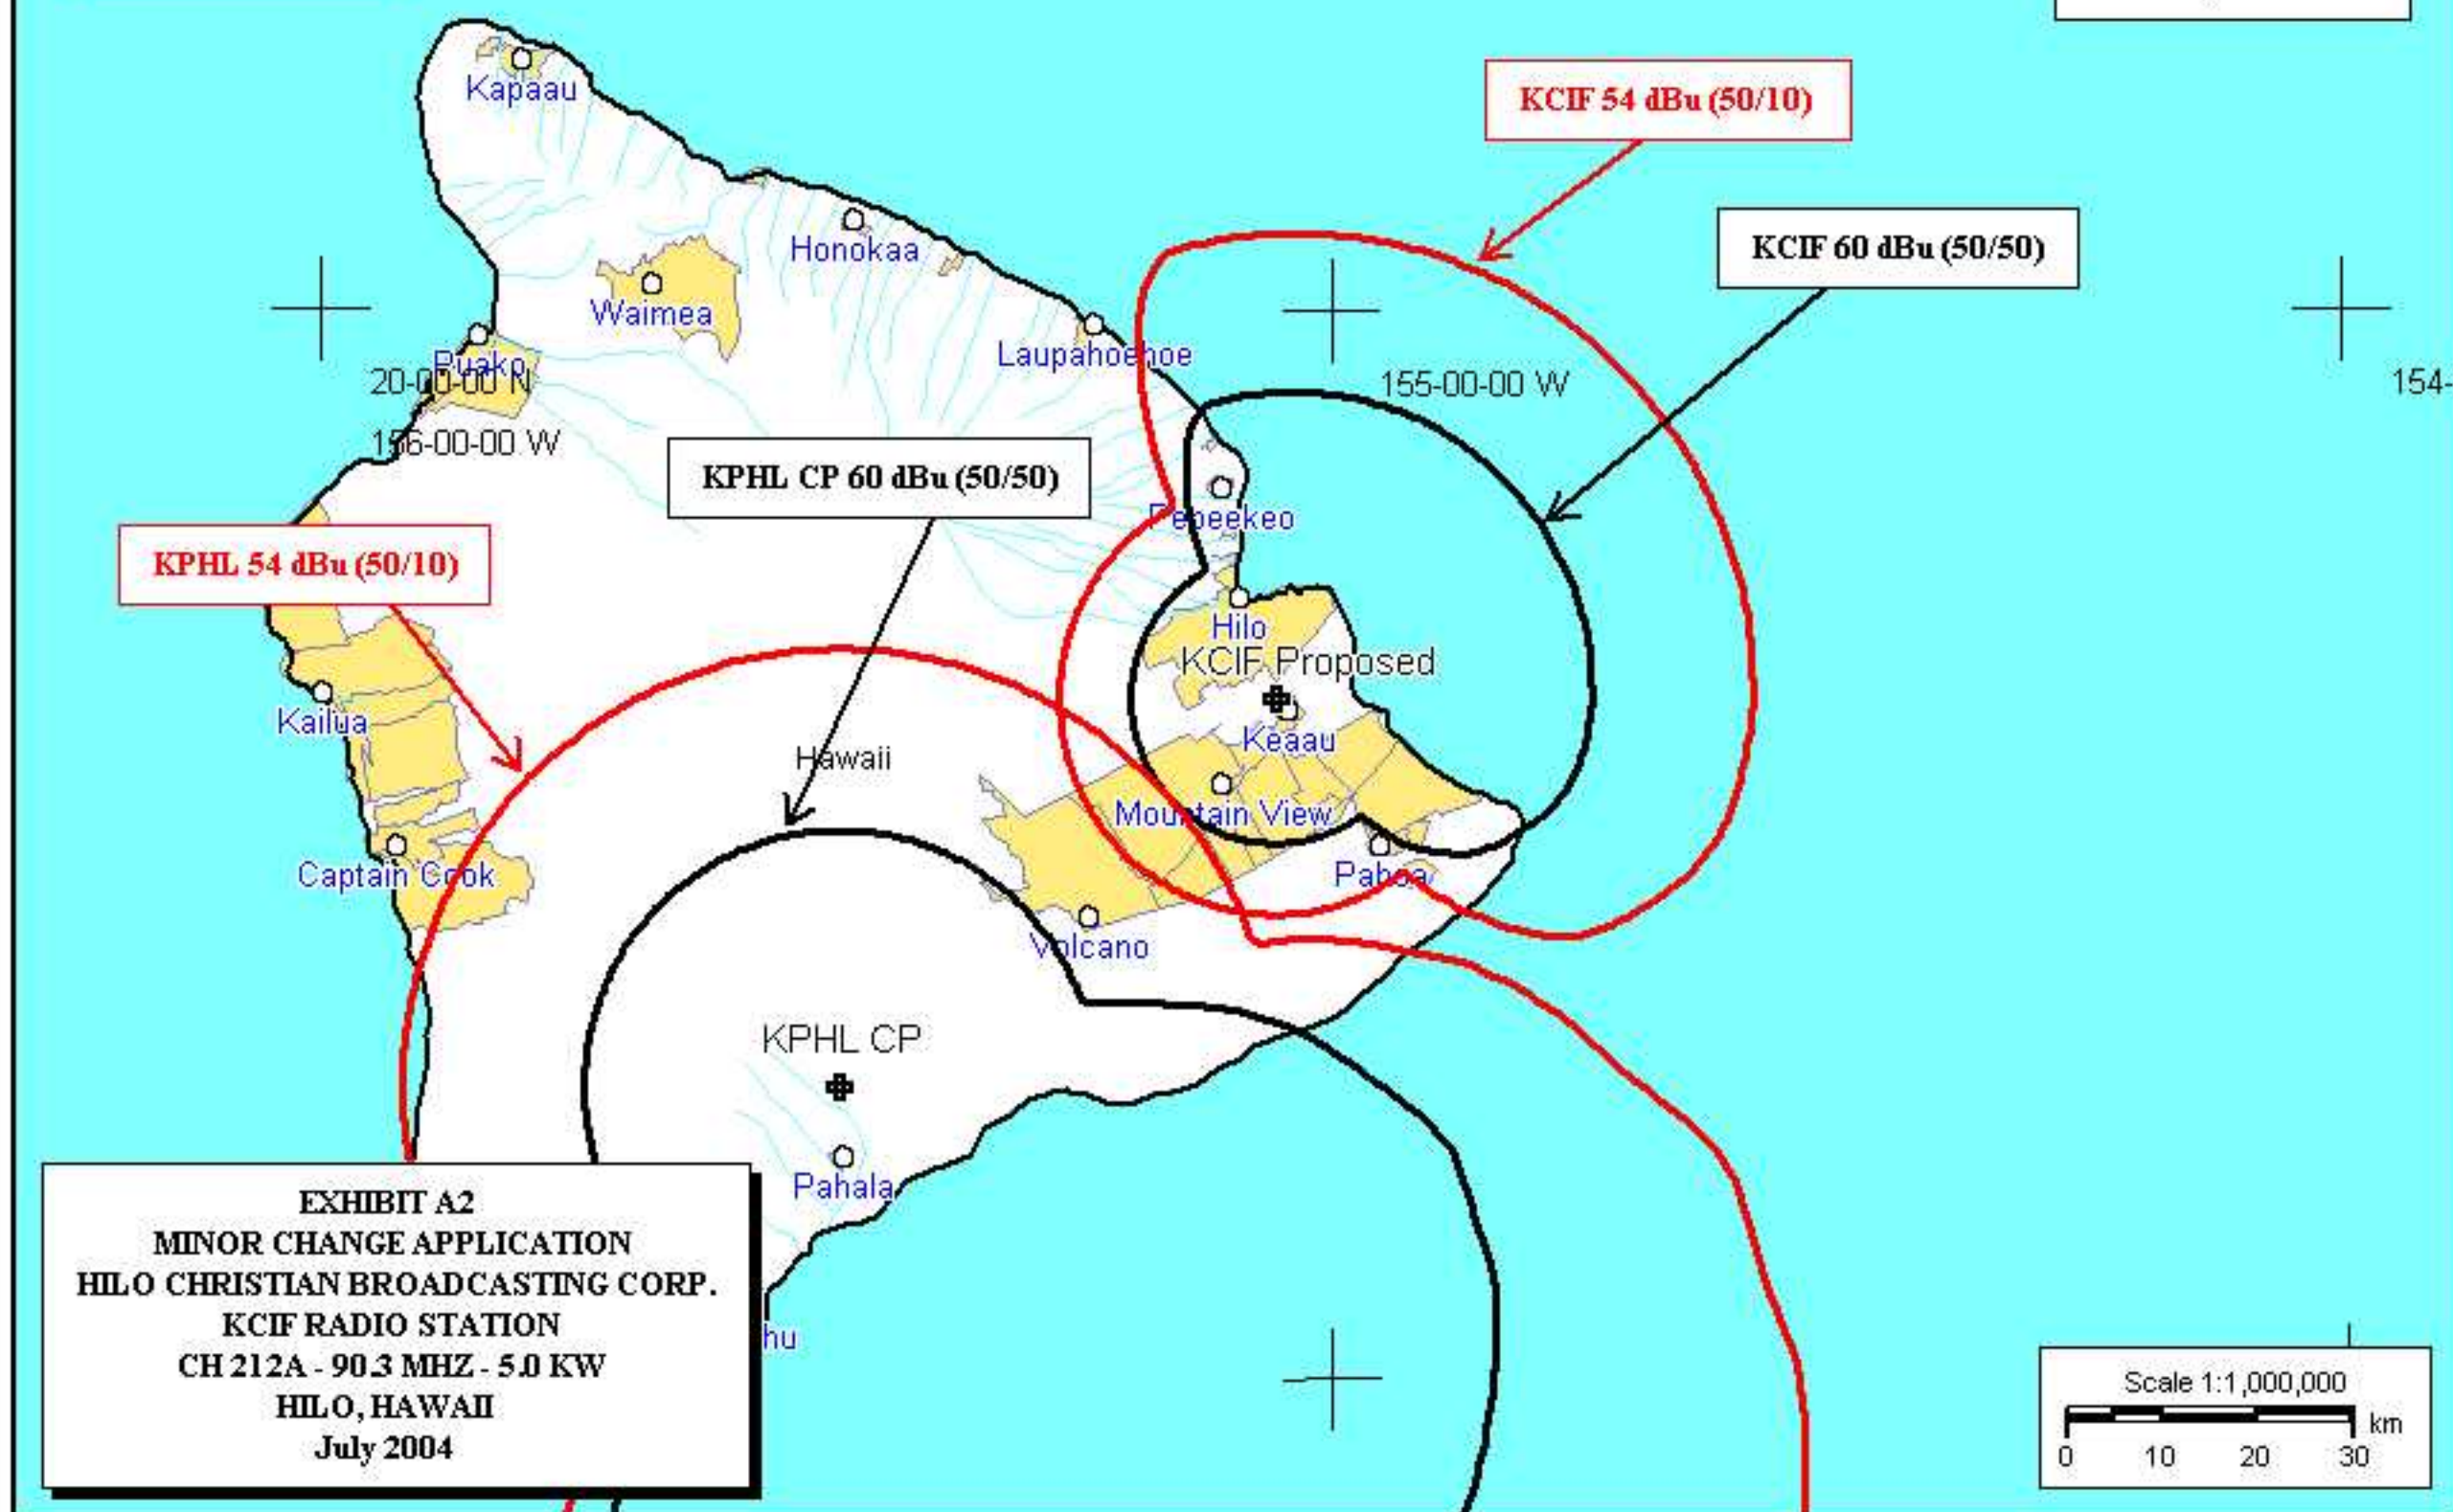 Kapaau
KCIF 54 dBu (50/10)
KCIF 60 dBu (50/50)
Honokaa
Waimea
Laupahoehoe
Puako
20-00-00 N
155-00-00 W
154-
156-00-00 W
KPHL CP 60 dBu (50/50)
Pepeekeo
KPHL 54 dBu (50/10)
Hilo
KCIF Proposed
Kailua
Keaau
Hawaii
Mountain View
Captain Cook
Pahoa
Volcano
KPHL CP
Pahala
EXHIBIT A2
MINOR CHANGE APPLICATION
HILO CHRISTIAN BROADCASTING CORP.
KCIF RADIO STATION
CH 212A - 90.3 MHZ - 5.0 KW
HILO, HAWAII
July 2004
hu
Scale 1:1,000,000
km
0 10 20 30